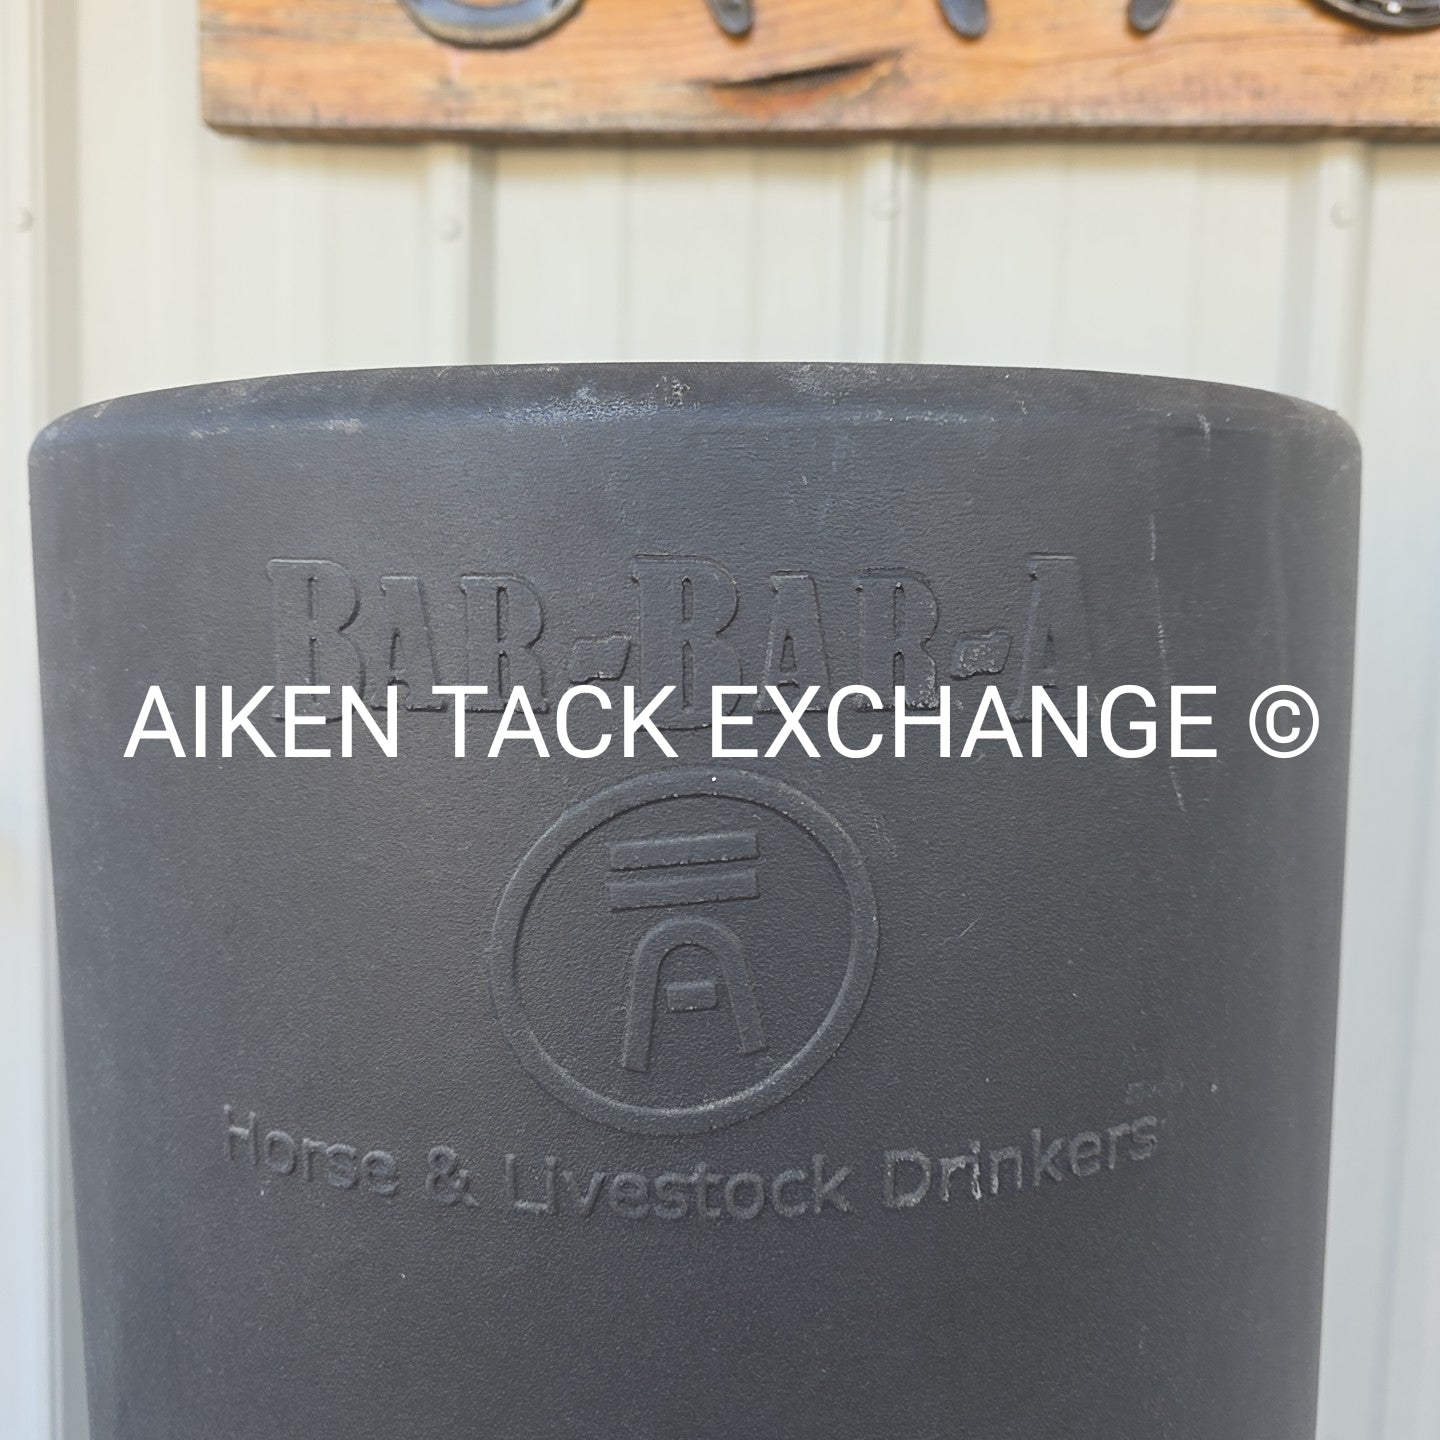 BAR-BAR-A
AIKEN TACK EXCHANGE ©
A
Horse & Livestock Drinkers